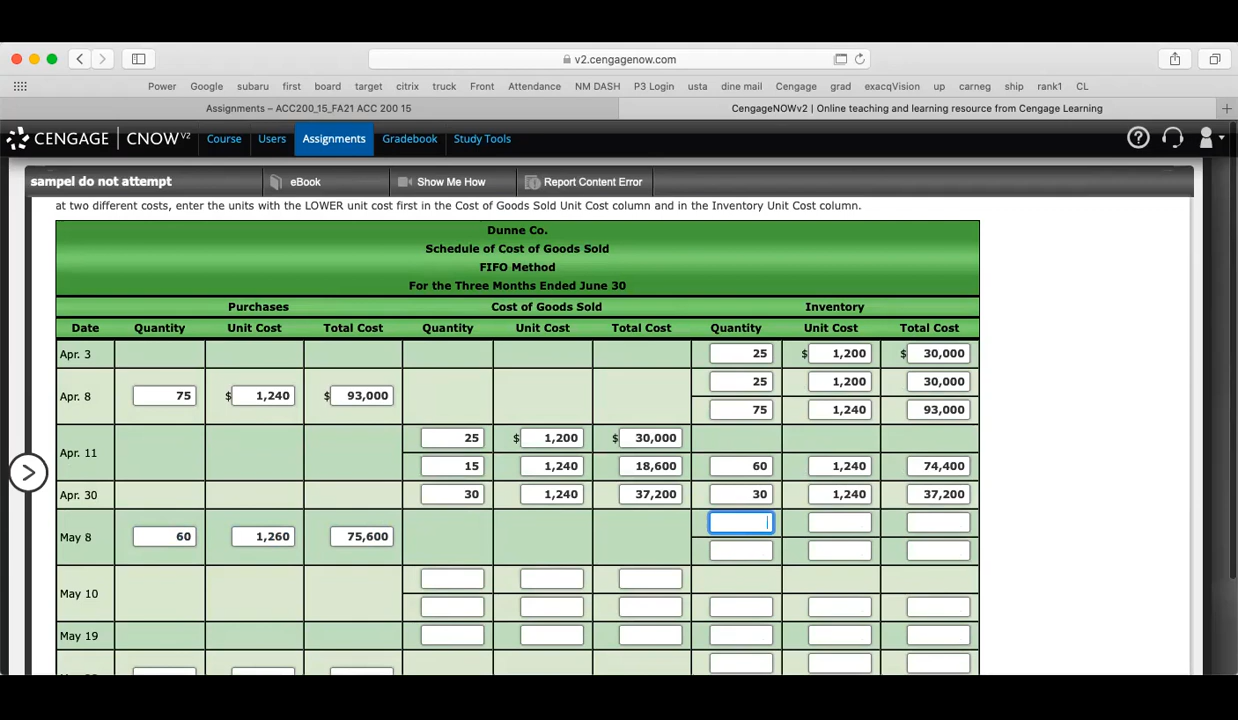 v2.cengagenow.com
Power Google subaru first board target citrix truck Front Attendance NM DASH P3 Login usta dine mail Cengage grad exacqVision up carneg ship rank1 CL
Assignments – ACC200_15_FA21 ACC 200 15 CengageNOWv2 | Online teaching and learning resource from Cengage Learning
CENGAGE | CNOWV2 Course Users Assignments Gradebook Study Tools
sampel do not attempt eBook Show Me How Report Content Error
at two different costs, enter the units with the LOWER unit cost first in the Cost of Goods Sold Unit Cost column and in the Inventory Unit Cost column.
Dunne Co.
Schedule of Cost of Goods Sold
FIFO Method
For the Three Months Ended June 30
Purchases Cost of Goods Sold Inventory
Date Quantity Unit Cost Total Cost Quantity Unit Cost Total Cost Quantity Unit Cost Total Cost
Apr. 3 25 $ 1,200 $ 30,000
25 1,200 30,000
Apr. 8 75 $ 1,240 $ 93,000
75 1,240 93,000
25 $ 1,200 $ 30,000
Apr. 11
15 1,240 18,600 60 1,240 74,400
Apr. 30 30 1,240 37,200 30 1,240 37,200
May 8 60 1,260 75,600
May 10
May 19